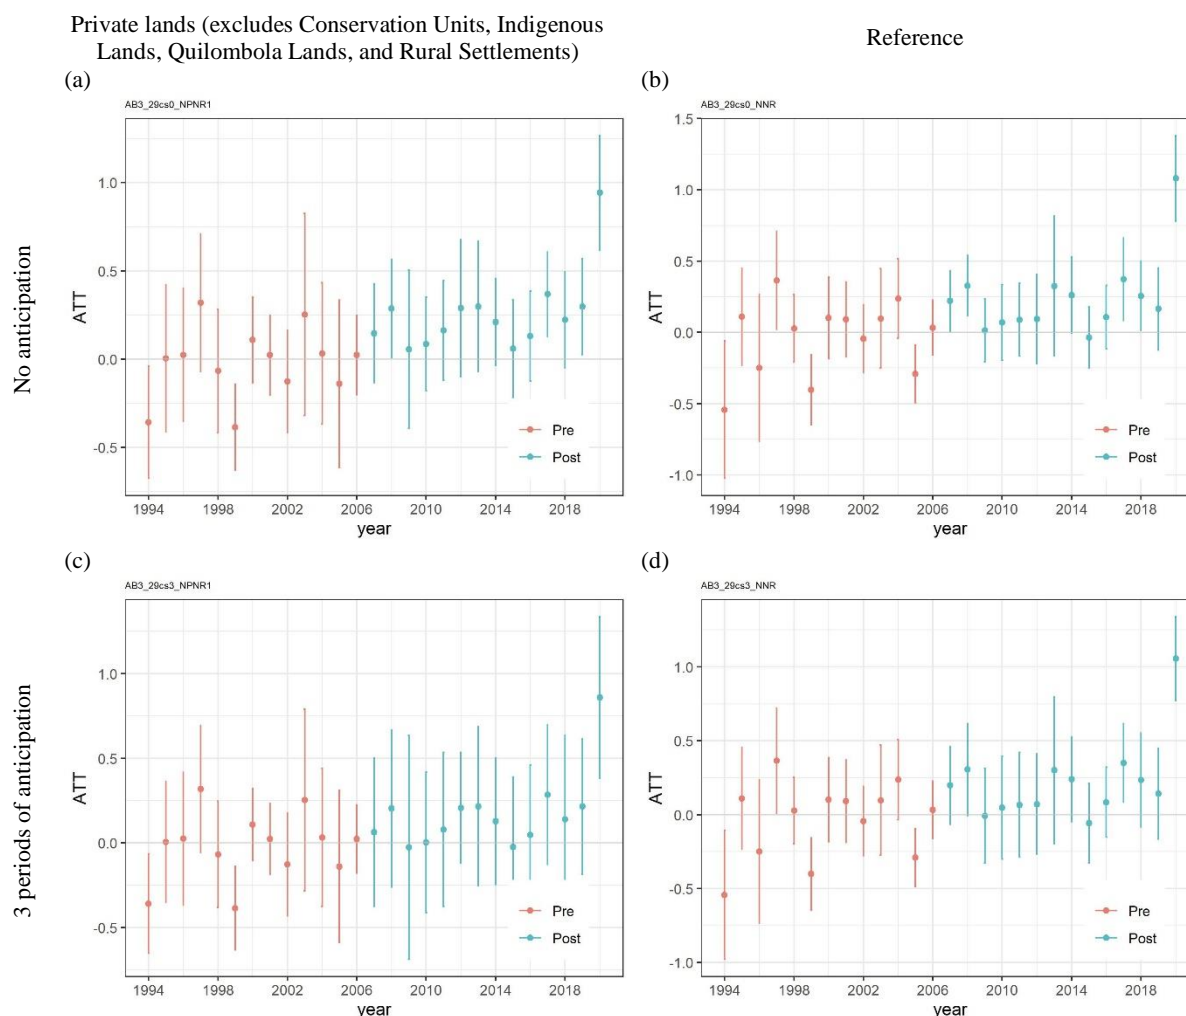 Private lands (excludes Conservation Units, Indigenous
Lands, Quilombola Lands, and Rural Settlements)
Reference
(a)
(b)
No anticipation
AB3_29cs0_NPNR1
1.0
0.5
0.0
-0.5
ATT
Pre
Post
1994 1998 2002 2006 2010 2014 2018
year
AB3_29cs0_NNR
1.5
1.0
0.5
0.0
-0.5
-1.0
ATT
Pre
Post
1994 1998 2002 2006 2010 2014 2018
year
(c)
(d)
3 periods of anticipation
AB3_29cs3_NPNR1
1.0
0.5
0.0
-0.5
ATT
Pre
Post
1994 1998 2002 2006 2010 2014 2018
year
AB3_29cs3_NNR
1.0
0.5
0.0
-0.5
-1.0
ATT
Pre
Post
1994 1998 2002 2006 2010 2014 2018
year